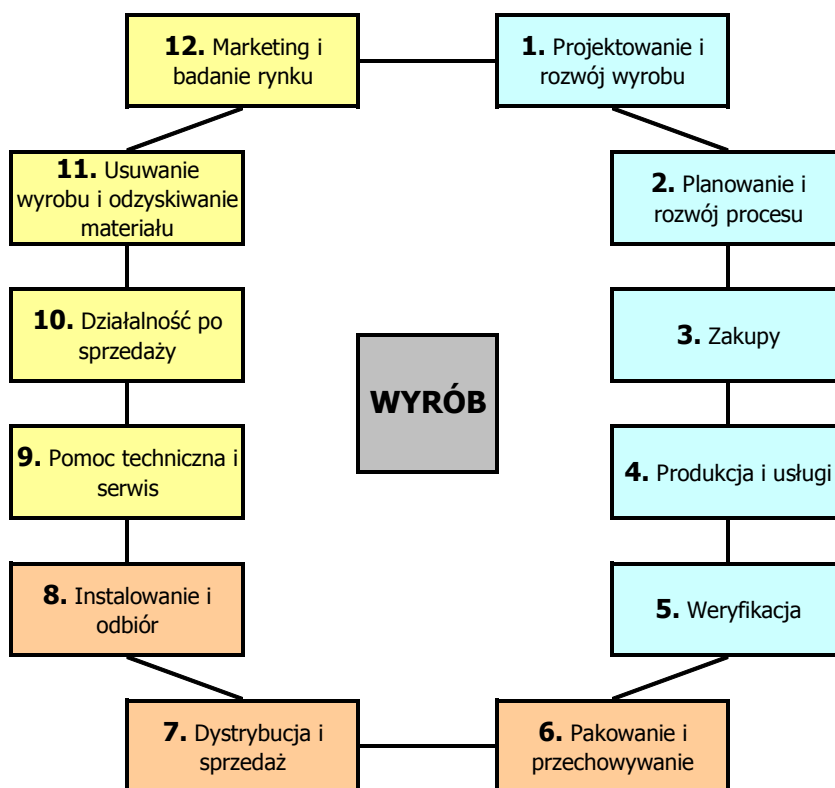 12. Marketing i
badanie rynku
1. Projektowanie i
rozwój wyrobu
11. Usuwanie
wyrobu i odzyskiwanie
materiału
2. Planowanie i
rozwój procesu
10. Działalność po
sprzedaży
3. Zakupy
WYRÓB
9. Pomoc techniczna i
serwis
4. Produkcja i usługi
8. Instalowanie i
odbiór
5. Weryfikacja
7. Dystrybucja i
sprzedaż
6. Pakowanie i
przechowywanie